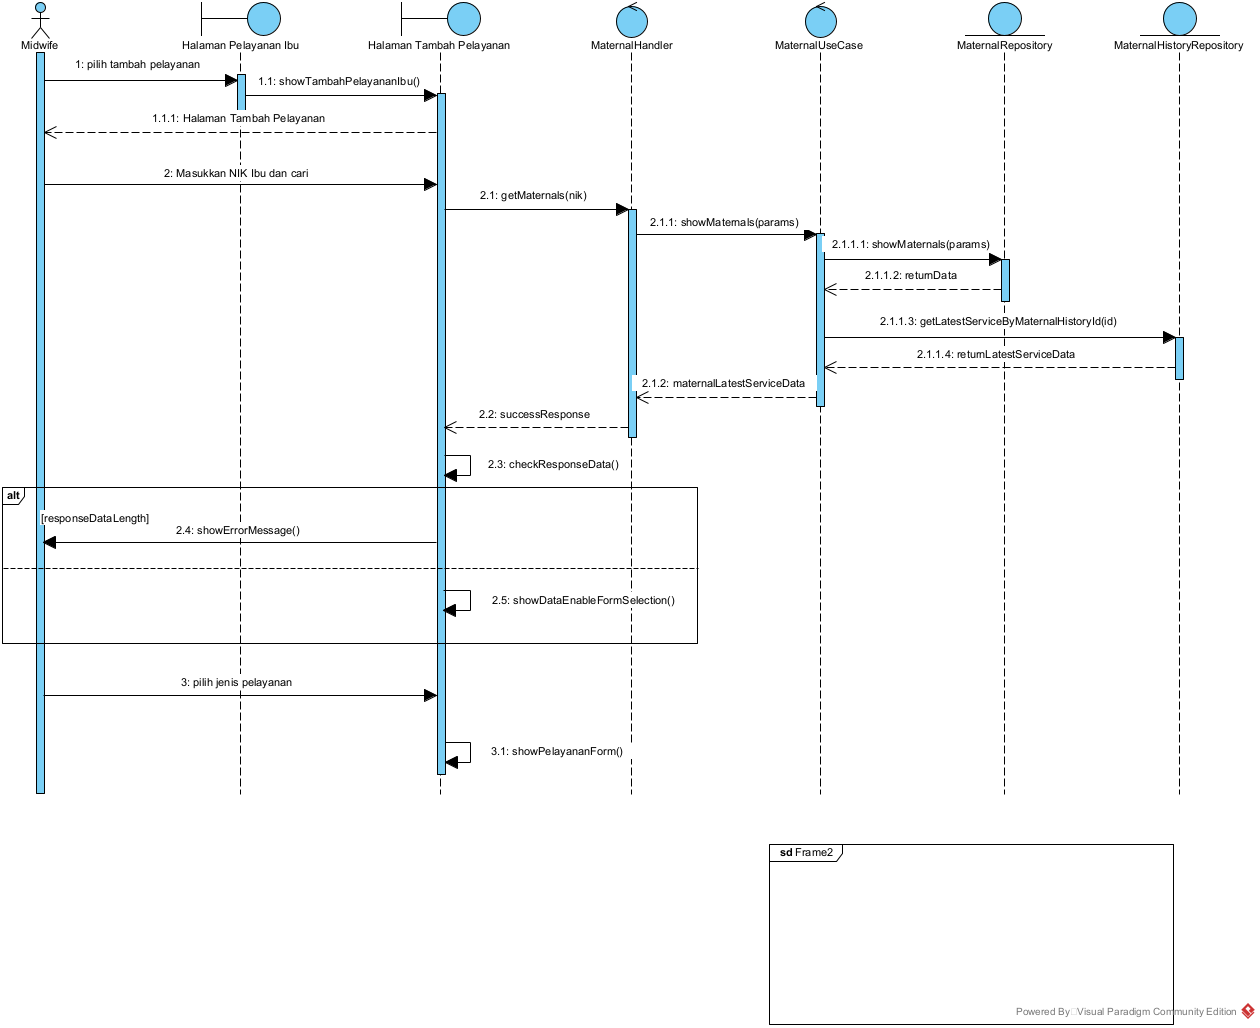 Midwife
Halaman Pelayanan Ibu
Halaman Tambah Pelayanan
MaternalHandler
MaternalUseCase
MaternalRepository
MaternalHistoryRepository
1: pilih tambah pelayanan
1.1: showTambahPelayananIbu()
1.1.1: Halaman Tambah Pelayanan
2: Masukkan NIK Ibu dan cari
2.1: getMaternals(nik)
2.1.1: showMaternals(params)
2.1.1.1: showMaternals(params)
2.1.1.2: returnData
2.1.1.3: getLatestServiceByMaternalHistoryId(id)
2.1.1.4: returnLatestServiceData
2.1.2: maternalLatestServiceData
2.2: successResponse
2.3: checkResponseData()
alt
[responseDataLength]
2.4: showErrorMessage()
2.5: showDataEnableFormSelection()
3: pilih jenis pelayanan
3.1: showPelayananForm()
sd Frame2
Powered By Visual Paradigm Community Edition